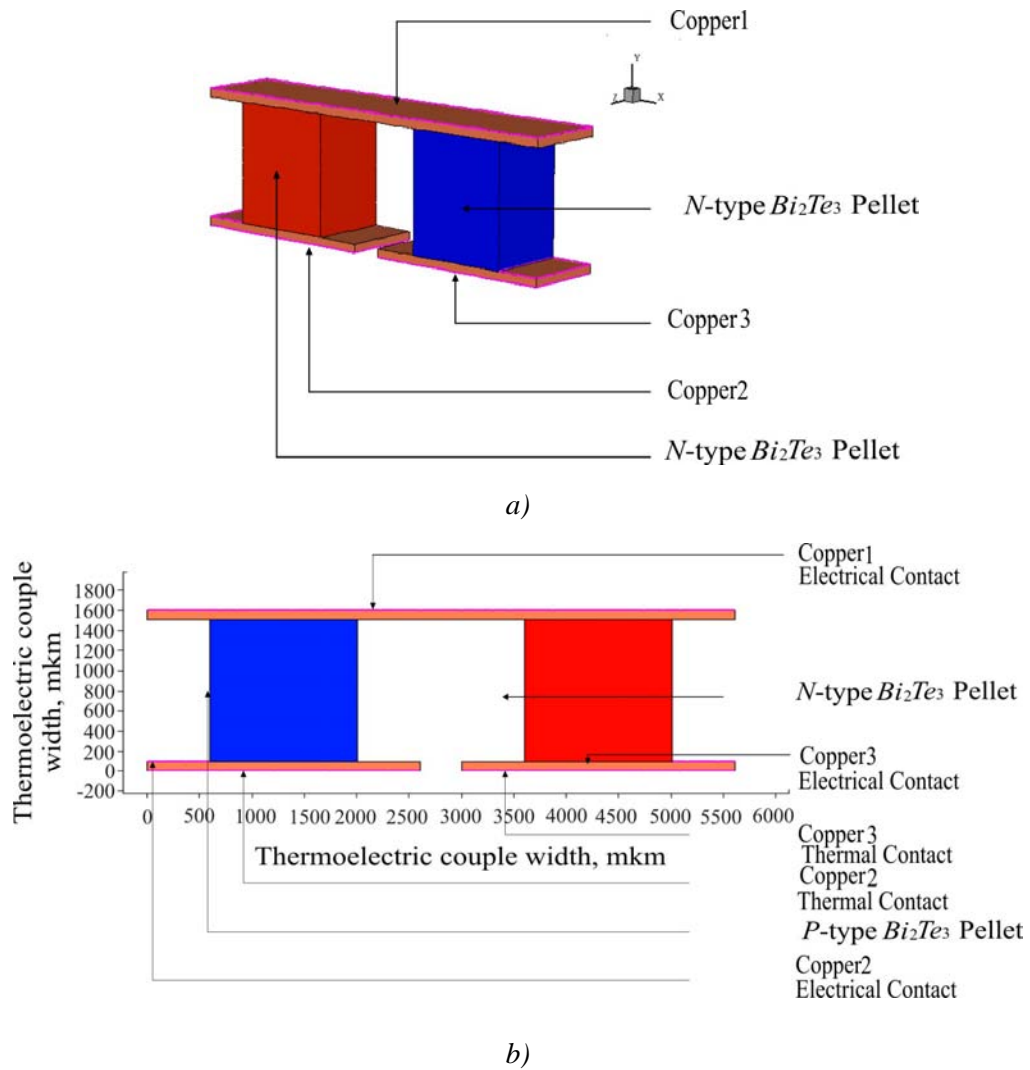 Copper1
Y
Z
X
N-type Bi₂Te₃ Pellet
Copper3
Copper2
N-type Bi₂Te₃ Pellet
a)
Copper1
Electrical Contact
Thermoelectric couple
width, mkm
1800
1600
1400
1200
1000
800
600
400
200
0
-200
N-type Bi₂Te₃ Pellet
Copper3
Electrical Contact
0 500 1000 1500 2000 2500 3000 3500 4000 4500 5000 5500 6000
Thermoelectric couple width, mkm
Copper3
Thermal Contact
Copper2
Thermal Contact
P-type Bi₂Te₃ Pellet
Copper2
Electrical Contact
b)